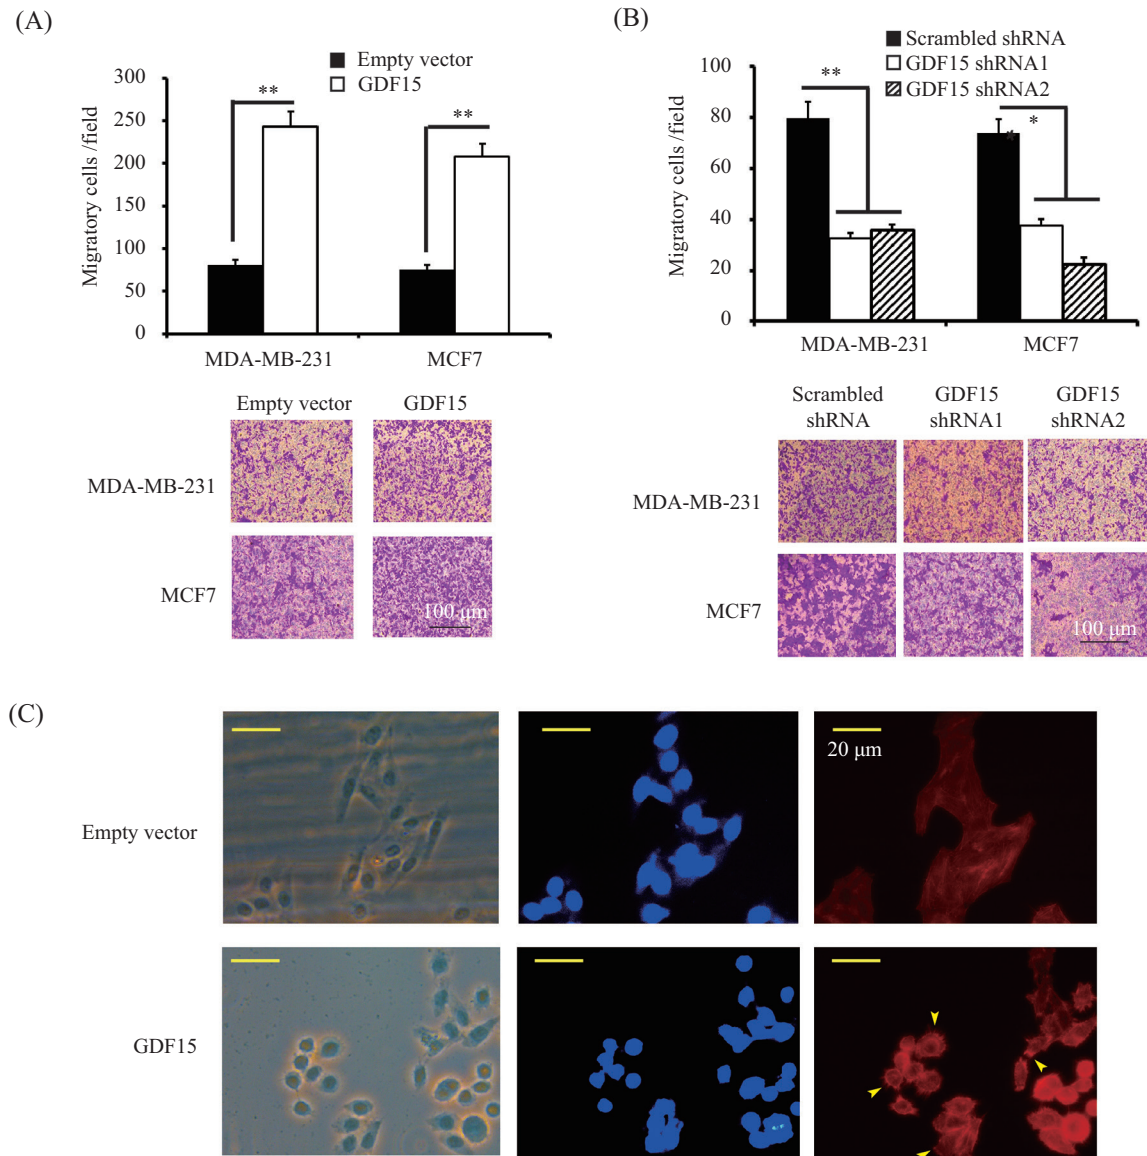 (A)
Empty vector
GDF15
Migratory cells /field
300
250
200
150
100
50
0
**
**
MDA-MB-231
MCF7
Empty vector
GDF15
MDA-MB-231
MCF7
100 μm
(B)
Scrambled shRNA
GDF15 shRNA1
GDF15 shRNA2
Migratory cells /field
100
80
60
40
20
0
**
*
MDA-MB-231
MCF7
Scrambled
shRNA
GDF15
shRNA1
GDF15
shRNA2
MDA-MB-231
MCF7
100 μm
(C)
20 μm
Empty vector
GDF15